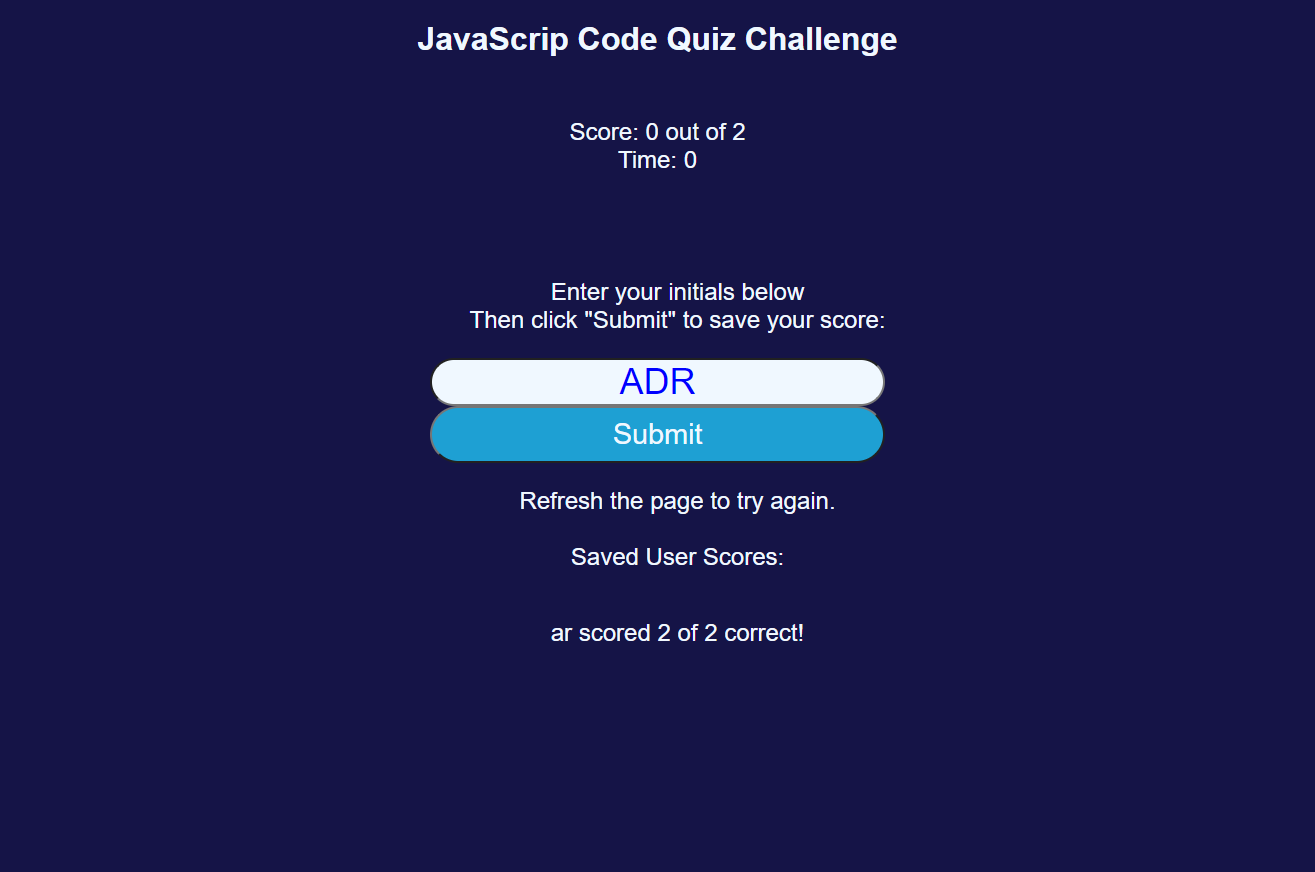 JavaScrip Code Quiz Challenge
Score: 0 out of 2
Time: 0
Enter your initials below
Then click "Submit" to save your score:
ADR
Submit
Refresh the page to try again.
Saved User Scores:
ar scored 2 of 2 correct!